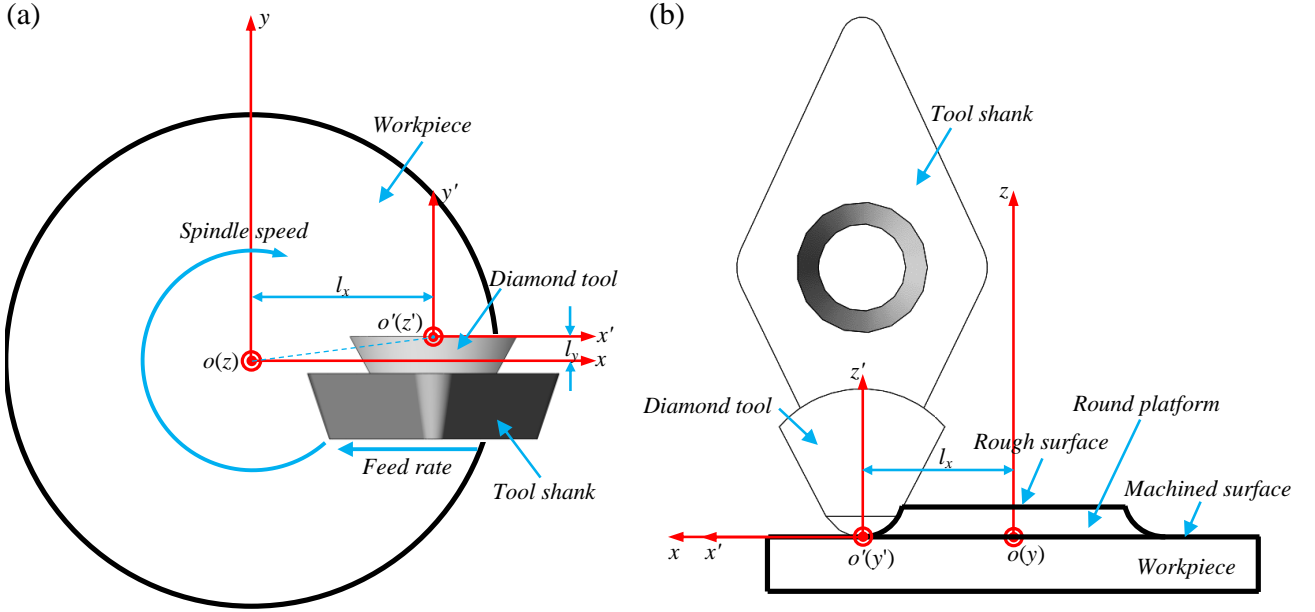 (a)
y
Workpiece
y'
Spindle speed
l_x
Diamond tool
o'(z')
x'
l_y
o(z)
x
Feed rate
Tool shank
(b)
Tool shank
z
z'
Diamond tool
Round platform
l_x
Rough surface
Machined surface
x
x'
o'(y')
o(y)
Workpiece